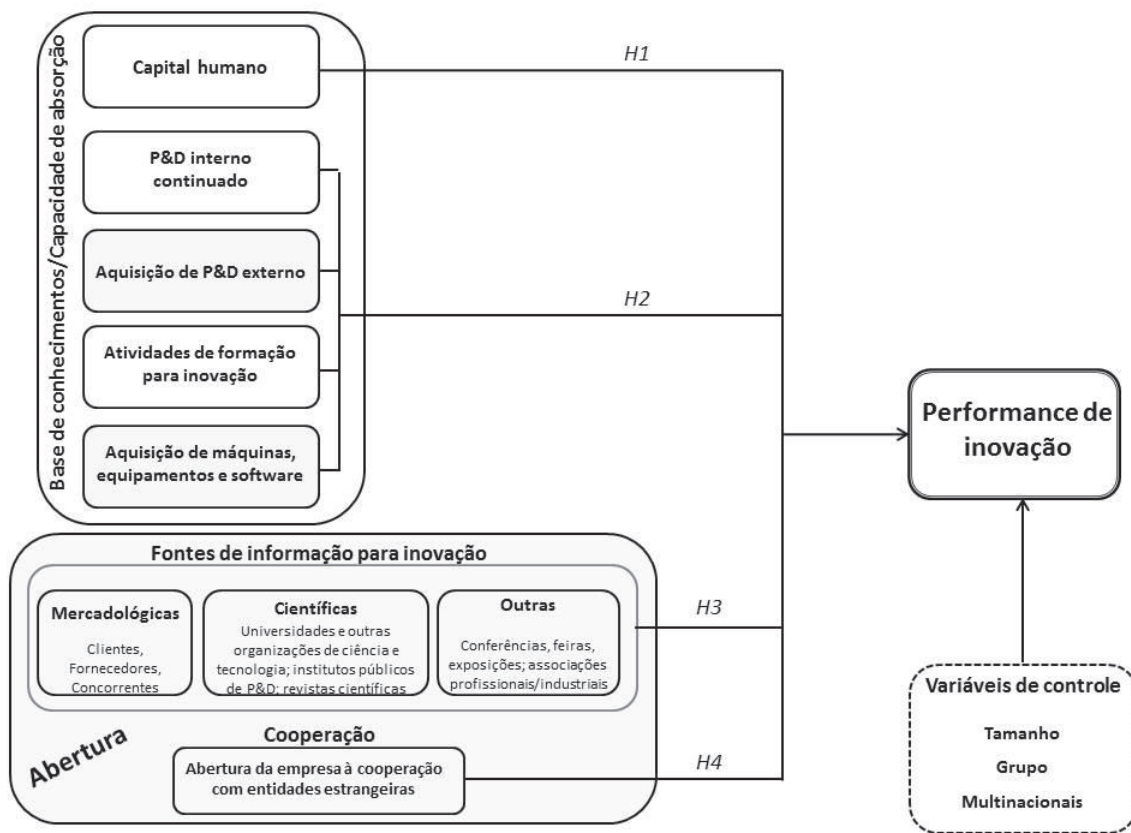 Base de conhecimentos/Capacidade de absorção
Capital humano
P&D interno
continuado
Aquisição de P&D externo
Atividades de formação
para inovação
Aquisição de máquinas,
equipamentos e software
H1
H2
Performance de
inovação
Fontes de informação para inovação
Mercadológicas
Clientes,
Fornecedores,
Concorrentes
Científicas
Universidades e outras
organizações de ciência e
tecnologia; institutos públicos
de P&D; revistas científicas
Outras
Conferências, feiras,
exposições; associações
profissionais/industriais
H3
Abertura
Cooperação
Abertura da empresa à cooperação
com entidades estrangeiras
H4
Variáveis de controle
Tamanho
Grupo
Multinacionais